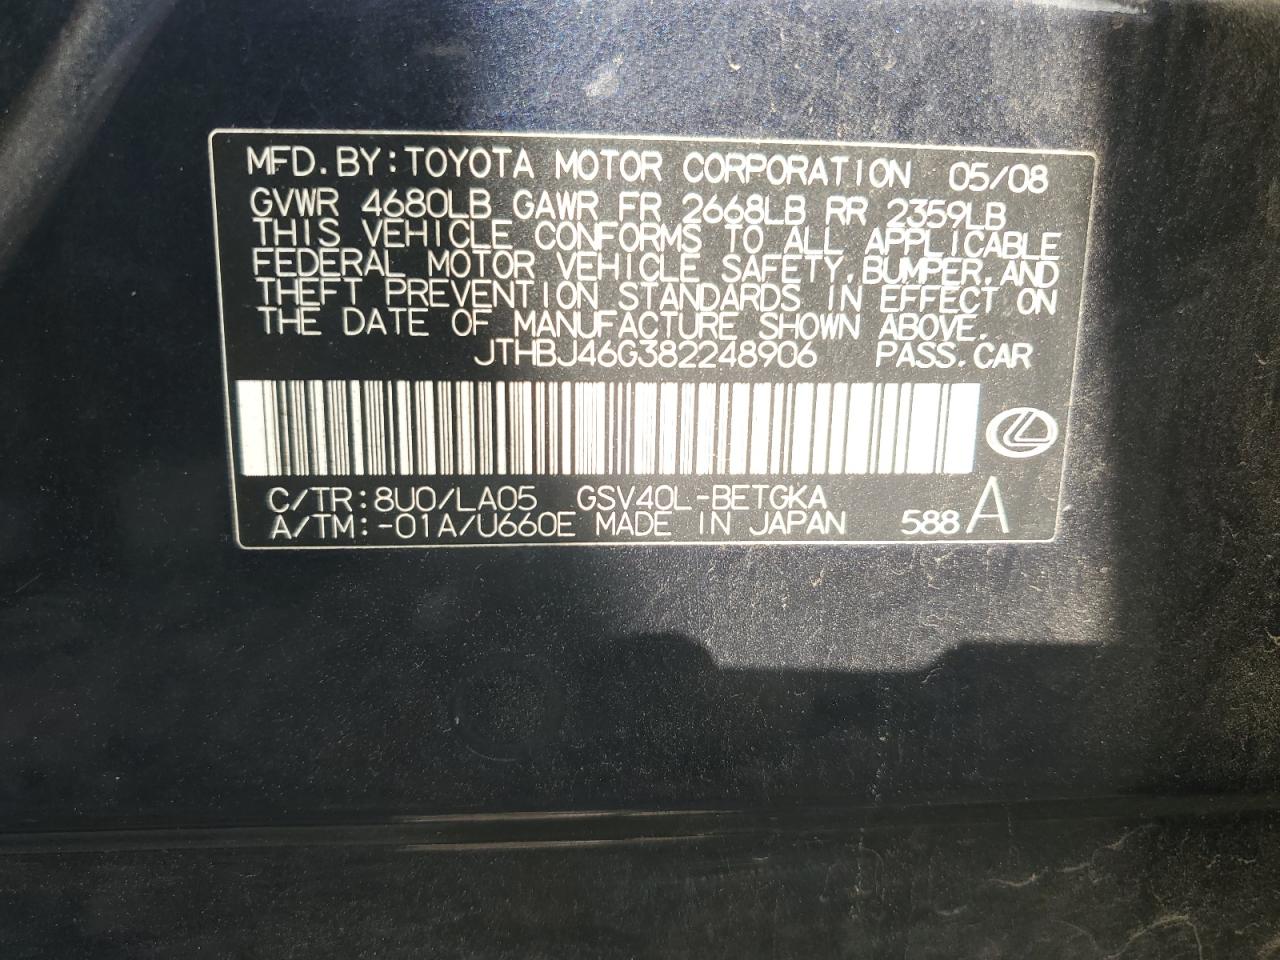 MFD. BY: TOYOTA MOTOR CORPORATION 05/08
GVWR 4680LB GAWR FR 2668LB RR 2359LB
THIS VEHICLE CONFORMS TO ALL APPLICABLE
FEDERAL MOTOR VEHICLE SAFETY, BUMPER, AND
THEFT PREVENTION STANDARDS IN EFFECT ON
THE DATE OF MANUFACTURE SHOWN ABOVE.
JTHBJ46G382248906 PASS. CAR
C/TR: 8U0/LA05 GSV40L-BETGKA
A/TM: -01A/U660E MADE IN JAPAN 588 A